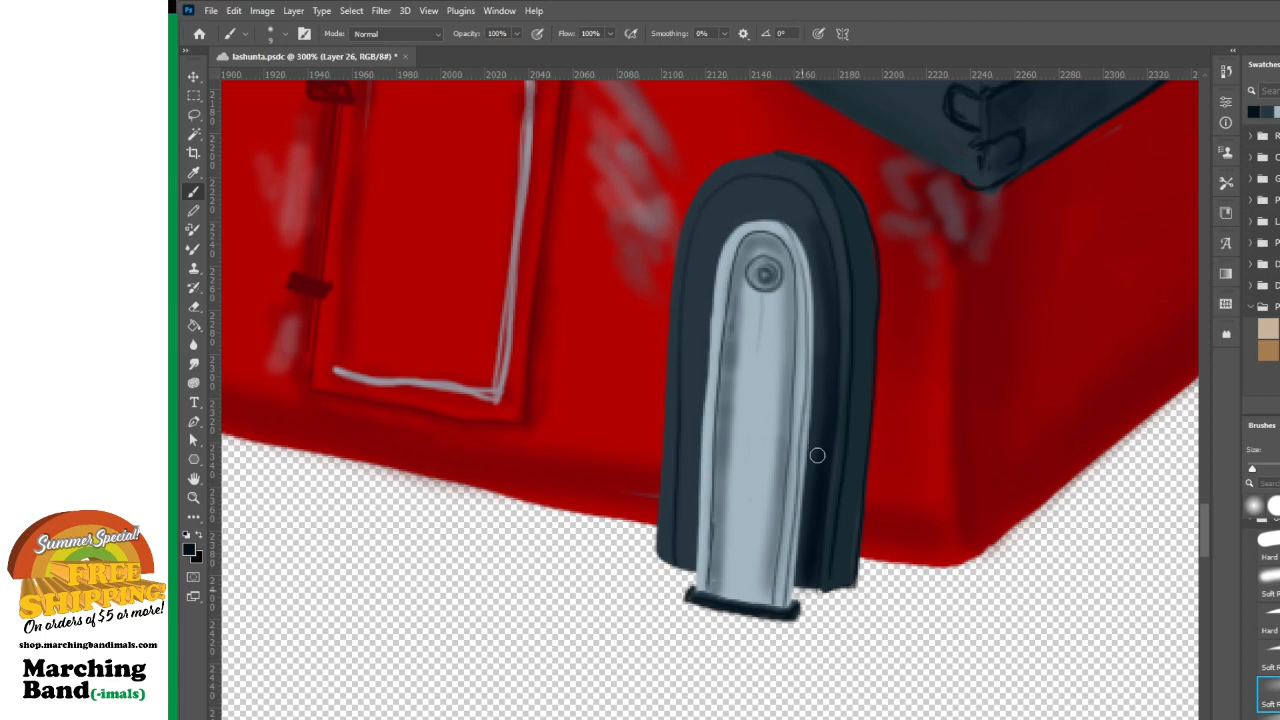 File Edit Image Layer Type Select Filter 3D View Plugins Window Help
Mode: Normal Opacity: 100% Flow: 100% Smoothing: 0% 0°
lashunta.psdc @ 300% (Layer 26, RGB/8#) *
1900 1920 1940 1960 1980 2000 2020 2040 2060 2080 2100 2120 2140 2160 2180 2200 2220 2240 2260 2280 2300 2320
Swatches
Brushes
Size:
Hard
Soft R
Hard
Soft R
Soft R
Summer Special!
FREE
SHIPPING!
On orders of $5 or more!
shop.marchingbandimals.com
Marching
Band(-imals)